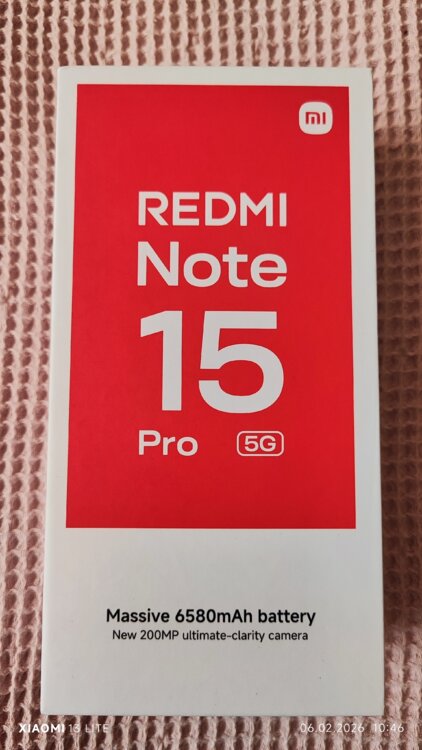 mi
REDMI
Note
15
Pro 5G
Massive 6580mAh battery
New 200MP ultimate-clarity camera
XIAOMI 13 LITE 06.02.2026 10:46